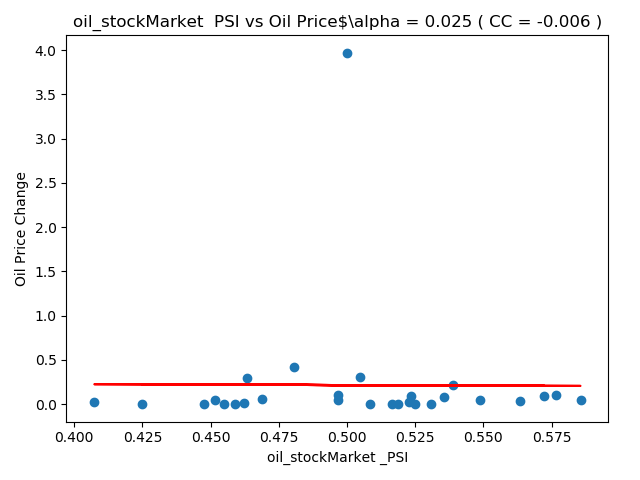 oil_stockMarket  PSI vs Oil Price$\alpha = 0.025 ( CC = -0.006 )
4.0
3.5
3.0
2.5
2.0
1.5
1.0
0.5
0.0
Oil Price Change
0.400 0.425 0.450 0.475 0.500 0.525 0.550 0.575
oil_stockMarket _PSI